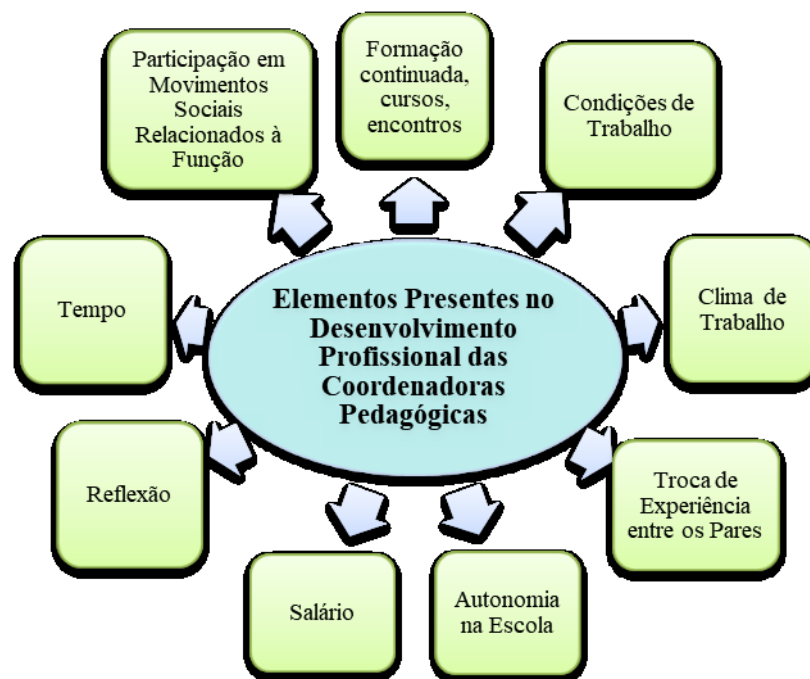 Participação em
Movimentos
Sociais
Relacionados à
Função
Formação
continuada,
cursos,
encontros
Condições de
Trabalho
Tempo
Elementos Presentes no
Desenvolvimento
Profissional das
Coordenadoras
Pedagógicas
Clima de
Trabalho
Reflexão
Troca de
Experiência
entre os Pares
Salário
Autonomia
na Escola